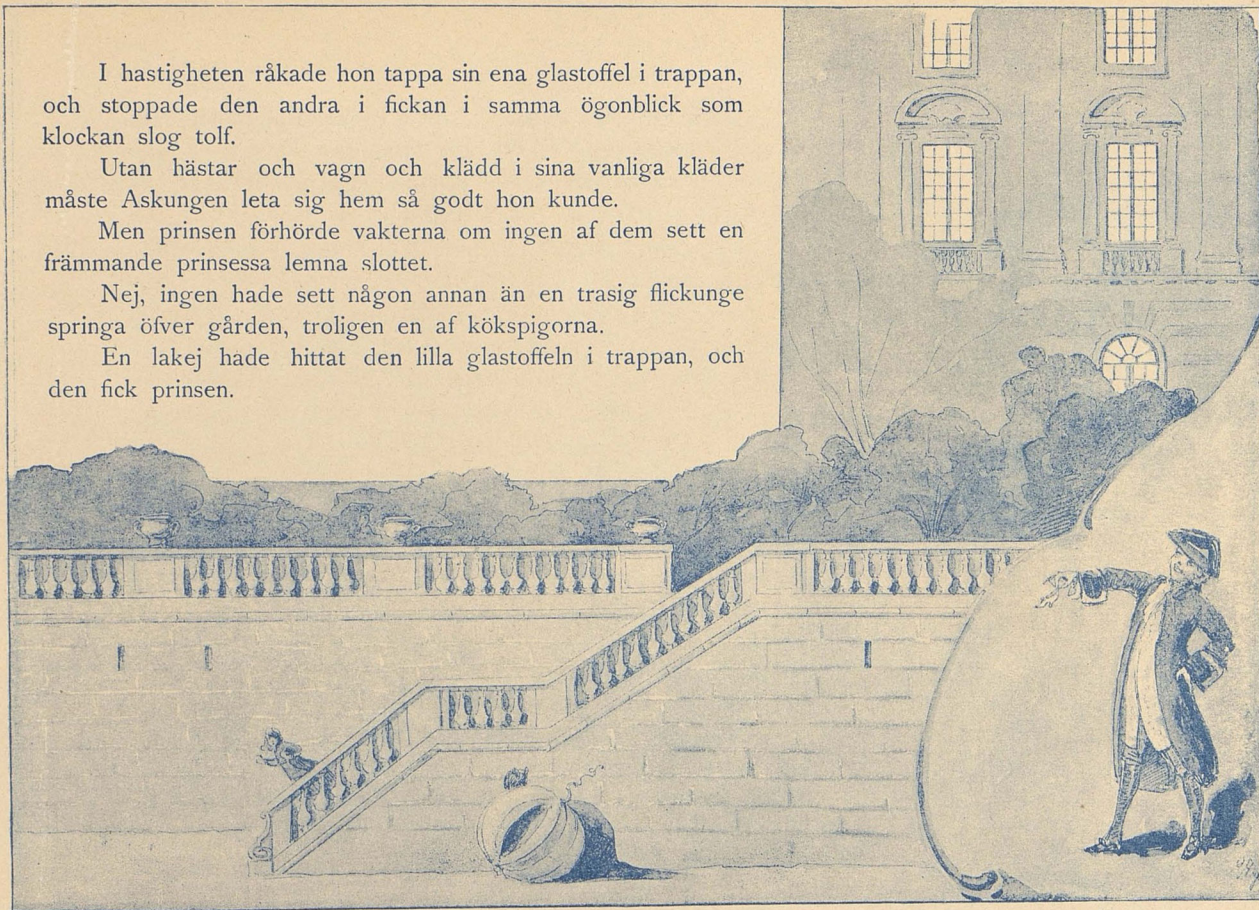 I hastigheten råkade hon tappa sin ena glastoffel i trappan,
och stoppade den andra i fickan i samma ögonblick som
klockan slog tolf.
Utan hästar och vagn och klädd i sina vanliga kläder
måste Askungen leta sig hem så godt hon kunde.
Men prinsen förhörde vakterna om ingen af dem sett en
främmande prinsessa lemna slottet.
Nej, ingen hade sett någon annan än en trasig flickunge
springa öfver gården, troligen en af kökspigorna.
En lakej hade hittat den lilla glastoffeln i trappan, och
den fick prinsen.